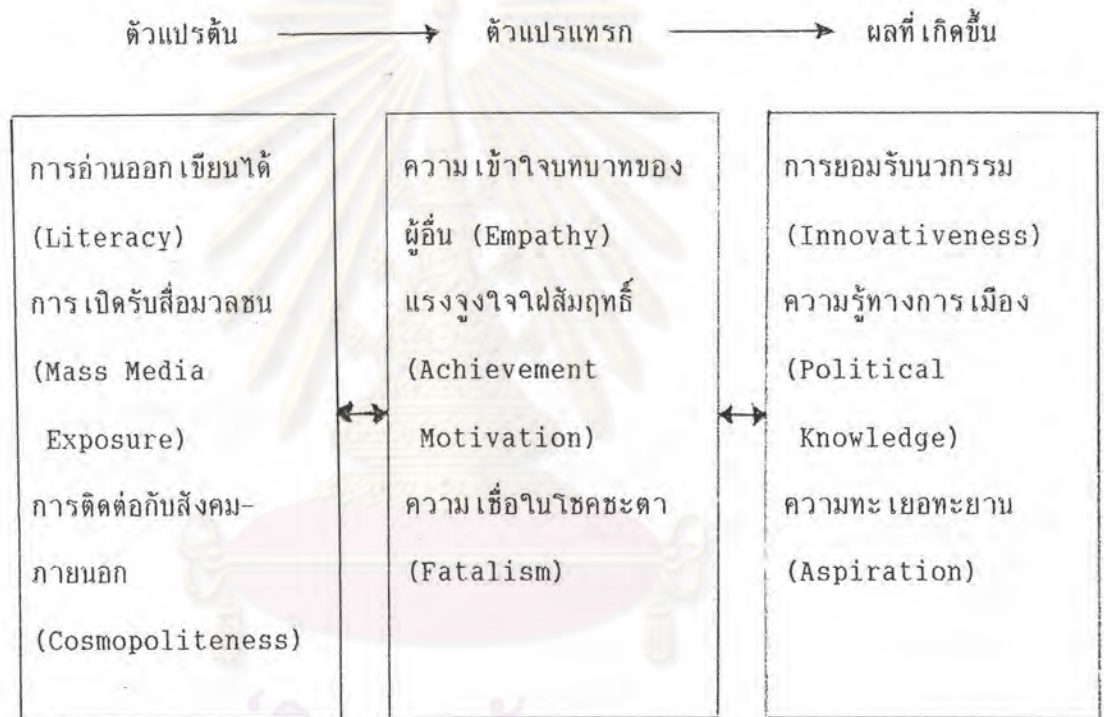 ตัวแปรต้น ตัวแปรแทรก ผลที่เกิดขึ้น
การอ่านออกเขียนได้
(Literacy)
การเปิดรับสื่อมวลชน
(Mass Media
Exposure)
การติดต่อกับสังคม-
ภายนอก
(Cosmopoliteness)
ความเข้าใจบทบาทของ
ผู้อื่น (Empathy)
แรงจูงใจใฝ่สัมฤทธิ์
(Achievement
Motivation)
ความเชื่อในโชคชะตา
(Fatalism)
การยอมรับนวกรรม
(Innovativeness)
ความรู้ทางการเมือง
(Political
Knowledge)
ความทะเยอทะยาน
(Aspiration)